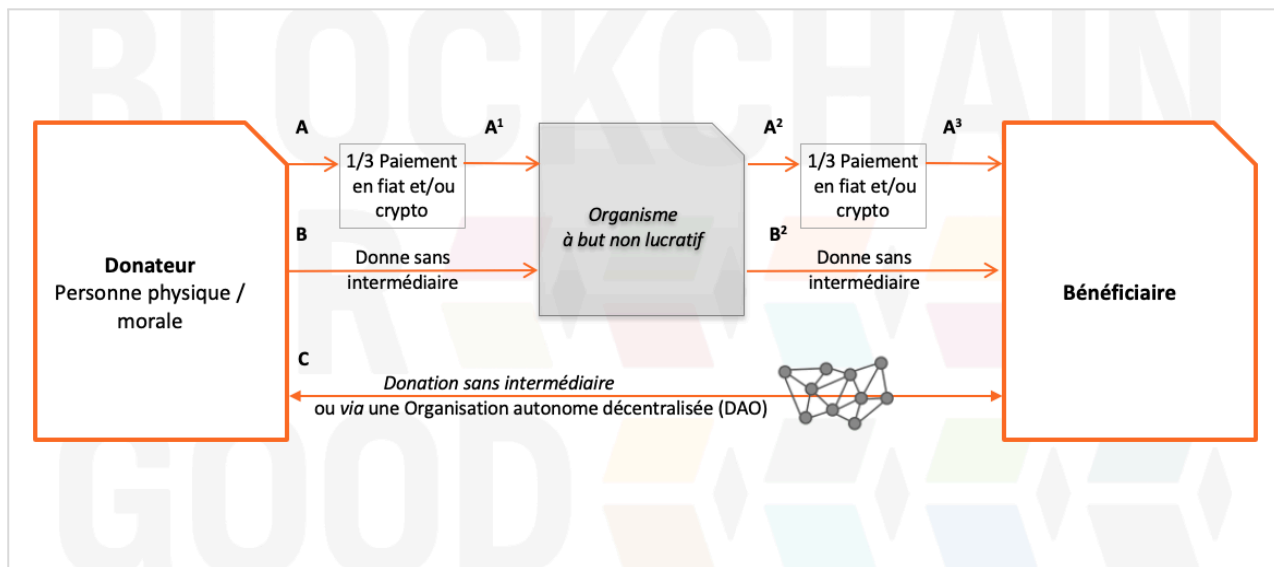 BLOCKCHAIN
FOR
GOOD
A
A¹
A²
A³
1/3 Paiement
en fiat et/ou
crypto
1/3 Paiement
en fiat et/ou
crypto
Organisme
à but non lucratif
B
Donne sans
intermédiaire
B²
Donne sans
intermédiaire
Donateur
Personne physique /
morale
Bénéficiaire
C
Donation sans intermédiaire
ou via une Organisation autonome décentralisée (DAO)